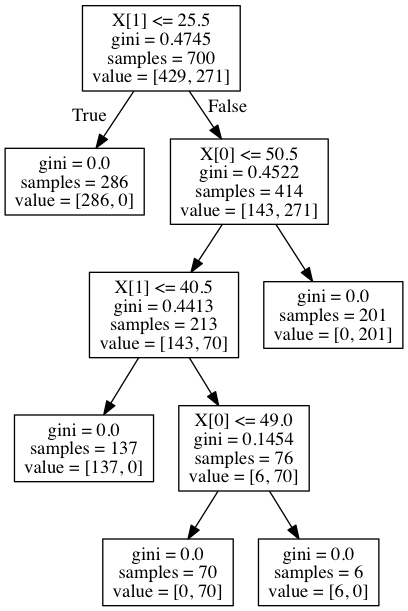 X[1] <= 25.5
gini = 0.4745
samples = 700
value = [429, 271]
True
False
gini = 0.0
samples = 286
value = [286, 0]
X[0] <= 50.5
gini = 0.4522
samples = 414
value = [143, 271]
X[1] <= 40.5
gini = 0.4413
samples = 213
value = [143, 70]
gini = 0.0
samples = 201
value = [0, 201]
gini = 0.0
samples = 137
value = [137, 0]
X[0] <= 49.0
gini = 0.1454
samples = 76
value = [6, 70]
gini = 0.0
samples = 70
value = [0, 70]
gini = 0.0
samples = 6
value = [6, 0]